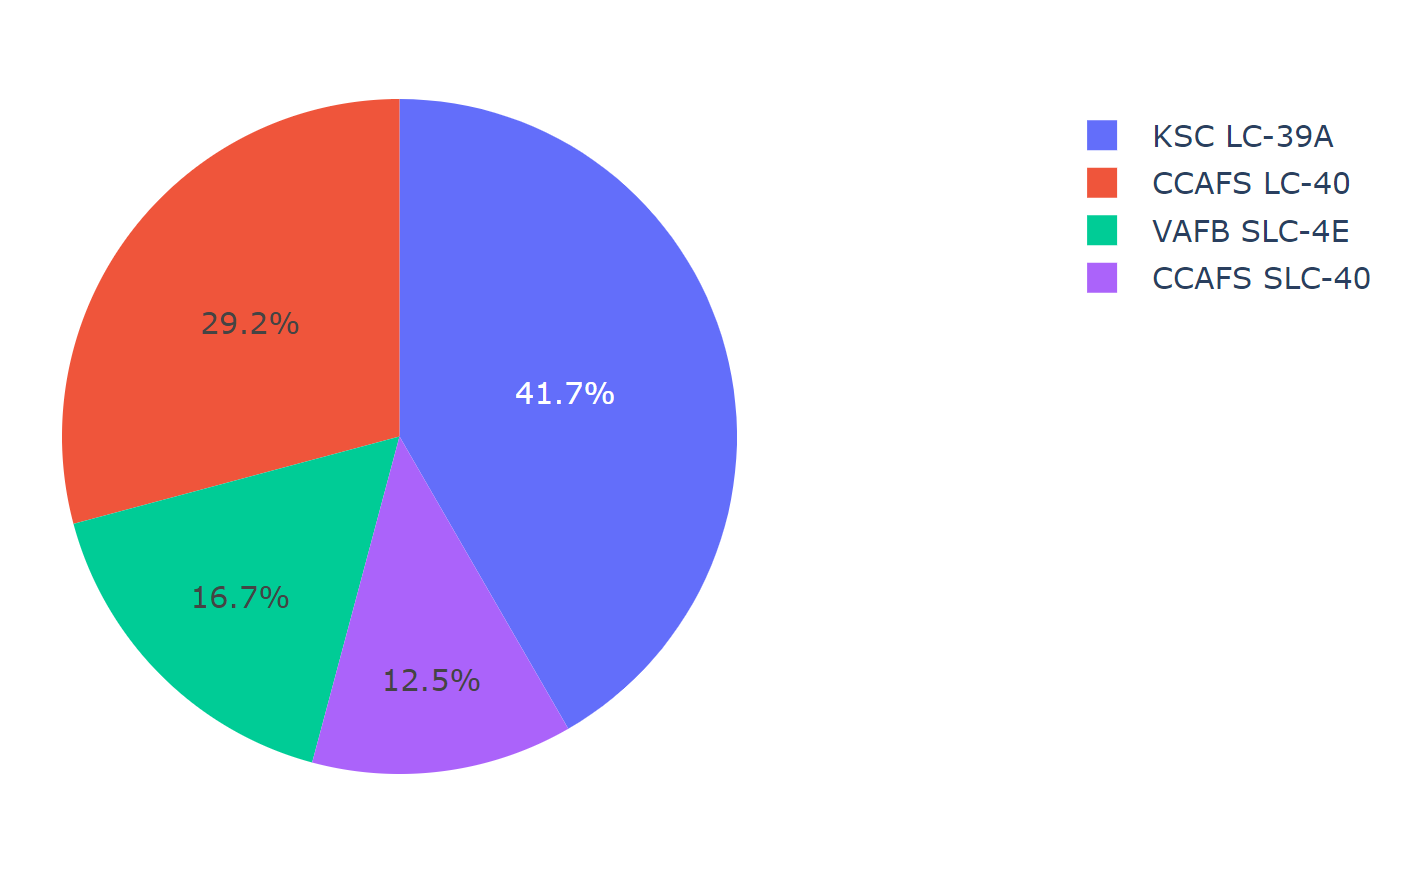 29.2%
41.7%
16.7%
12.5%
KSC LC-39A
CCAFS LC-40
VAFB SLC-4E
CCAFS SLC-40